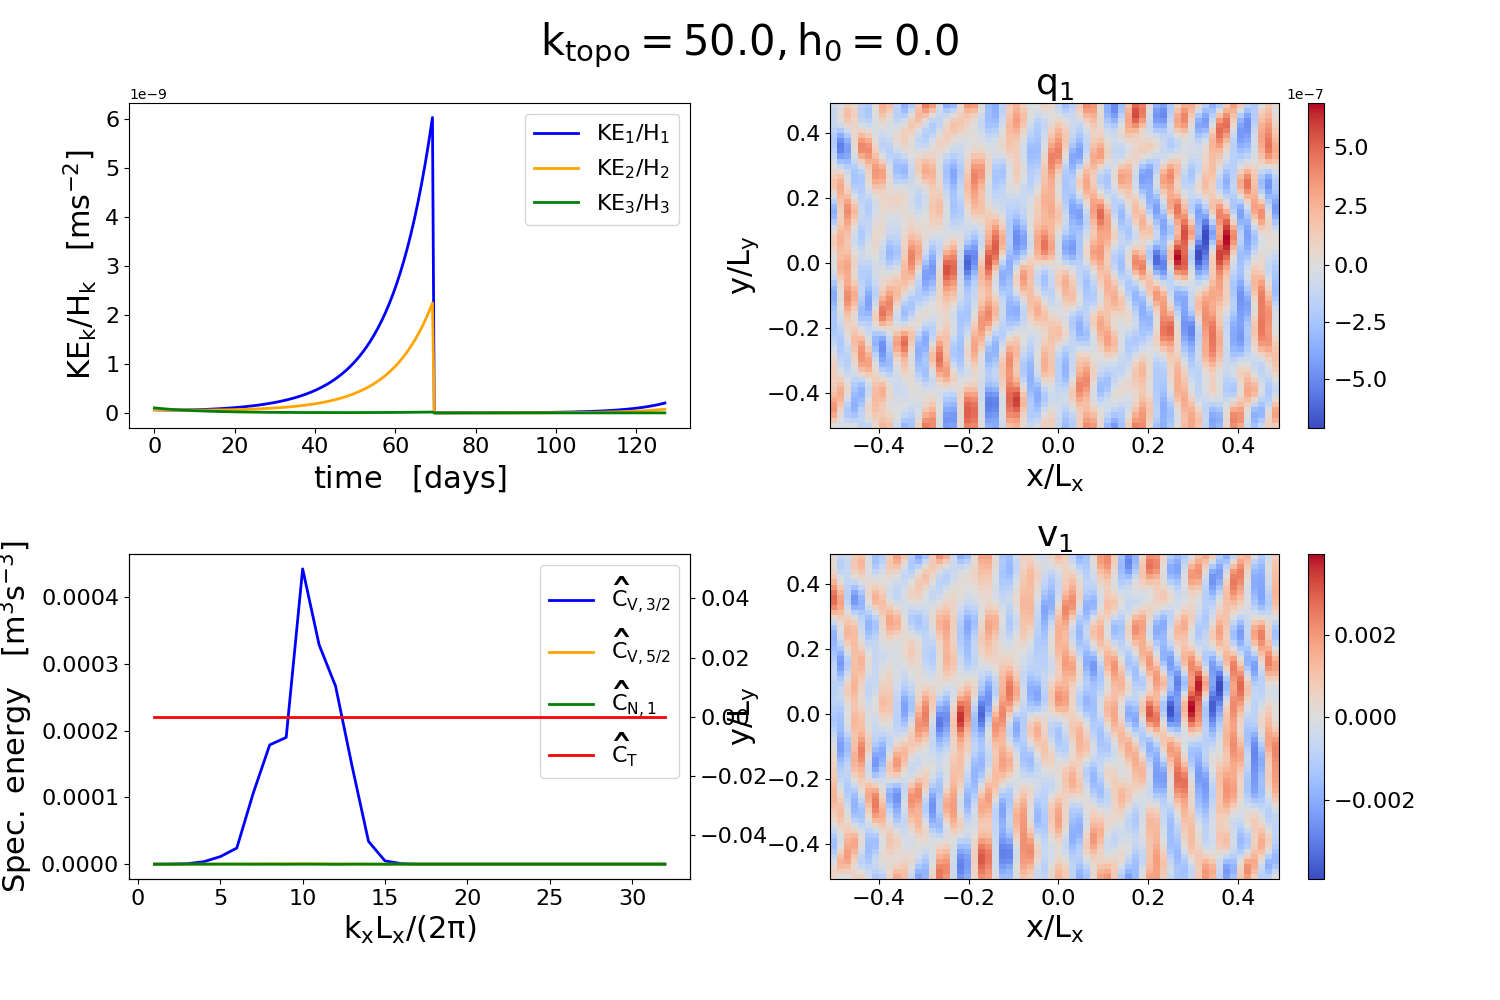 k_topo = 50.0, h_0 = 0.0
1e−9
KE_k/H_k [ms^−2]
6
5
4
3
2
1
0
KE_1/H_1
KE_2/H_2
KE_3/H_3
0 20 40 60 80 100 120
time [days]
q_1
1e−7
y/L_y
0.4
0.2
0.0
−0.2
−0.4
−0.4 −0.2 0.0 0.2 0.4
x/L_x
5.0
2.5
0.0
−2.5
−5.0
Spec. energy [m^3s^−3]
0.0004
0.0003
0.0002
0.0001
0.0000
Ĉ_V,3/2
Ĉ_V,5/2
Ĉ_N,1
Ĉ_T
0.04
0.02
0.00
−0.02
−0.04
0 5 10 15 20 25 30
k_xL_x/(2π)
v_1
y/L_y
0.4
0.2
0.0
−0.2
−0.4
−0.4 −0.2 0.0 0.2 0.4
x/L_x
0.002
0.000
−0.002